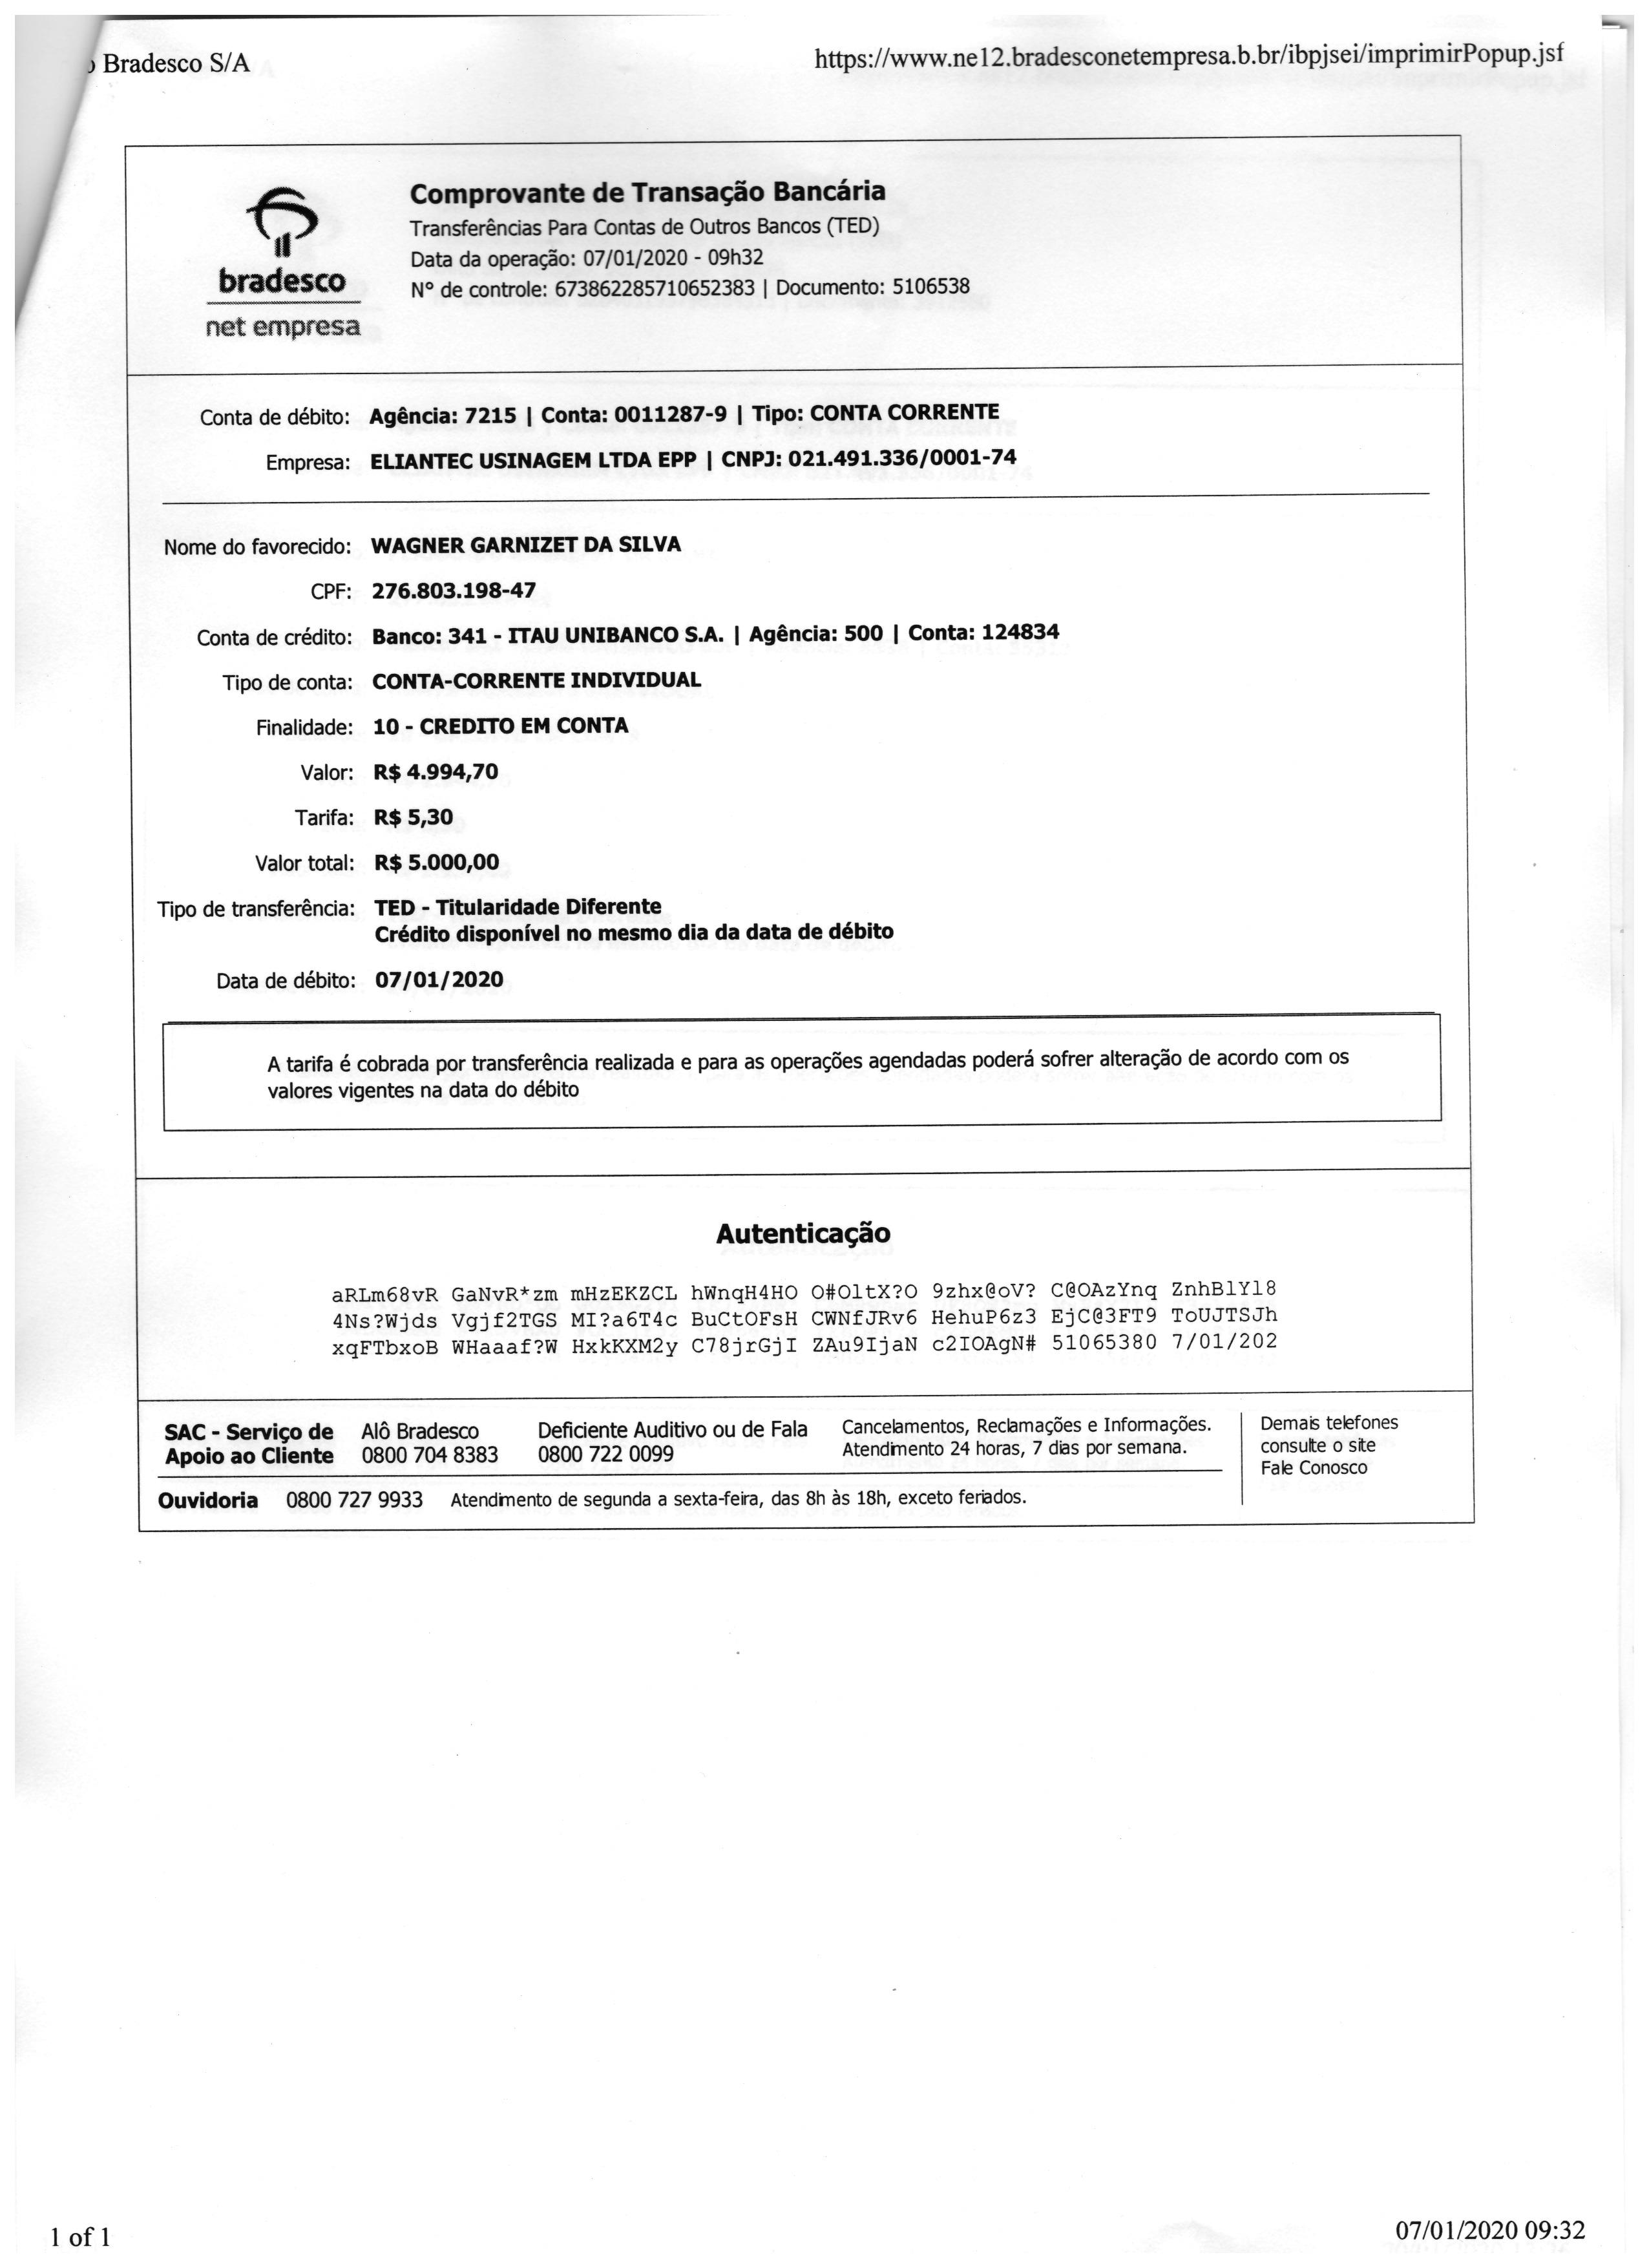 Bradesco S/A
https://www.ne12.bradesconetempresa.b.br/ibpjsei/imprimirPopup.jsf
bradesco
net empresa
Comprovante de Transação Bancária
Transferências Para Contas de Outros Bancos (TED)
Data da operação: 07/01/2020 - 09h32
N° de controle: 673862285710652383 | Documento: 5106538
Conta de débito: Agência: 7215 | Conta: 0011287-9 | Tipo: CONTA CORRENTE
Empresa: ELIANTEC USINAGEM LTDA EPP | CNPJ: 021.491.336/0001-74
Nome do favorecido: WAGNER GARNIZET DA SILVA
CPF: 276.803.198-47
Conta de crédito: Banco: 341 - ITAU UNIBANCO S.A. | Agência: 500 | Conta: 124834
Tipo de conta: CONTA-CORRENTE INDIVIDUAL
Finalidade: 10 - CREDITO EM CONTA
Valor: R$ 4.994,70
Tarifa: R$ 5,30
Valor total: R$ 5.000,00
Tipo de transferência: TED - Titularidade Diferente
Crédito disponível no mesmo dia da data de débito
Data de débito: 07/01/2020
A tarifa é cobrada por transferência realizada e para as operações agendadas poderá sofrer alteração de acordo com os
valores vigentes na data do débito
Autenticação
aRLm68vR GaNvR*zm mHzEKZCL hWnqH4HO O#OltX?O 9zhx@oV? C@OAzYnq ZnhBlYl8
4Ns?Wjds Vgjf2TGS MI?a6T4c BuCtOFsH CWNfJRv6 HehuP6z3 EjC@3FT9 ToUJTSJh
xqFTbxoB WHaaaf?W HxkKXM2y C78jrGjI ZAu9IjaN c2IOAgN# 51065380 7/01/202
SAC - Serviço de Apoio ao Cliente
Alô Bradesco
0800 704 8383
Deficiente Auditivo ou de Fala
0800 722 0099
Cancelamentos, Reclamações e Informações.
Atendimento 24 horas, 7 dias por semana.
Demais telefones
consulte o site
Fale Conosco
Ouvidoria 0800 727 9933 Atendimento de segunda a sexta-feira, das 8h às 18h, exceto feriados.
1 of 1
07/01/2020 09:32